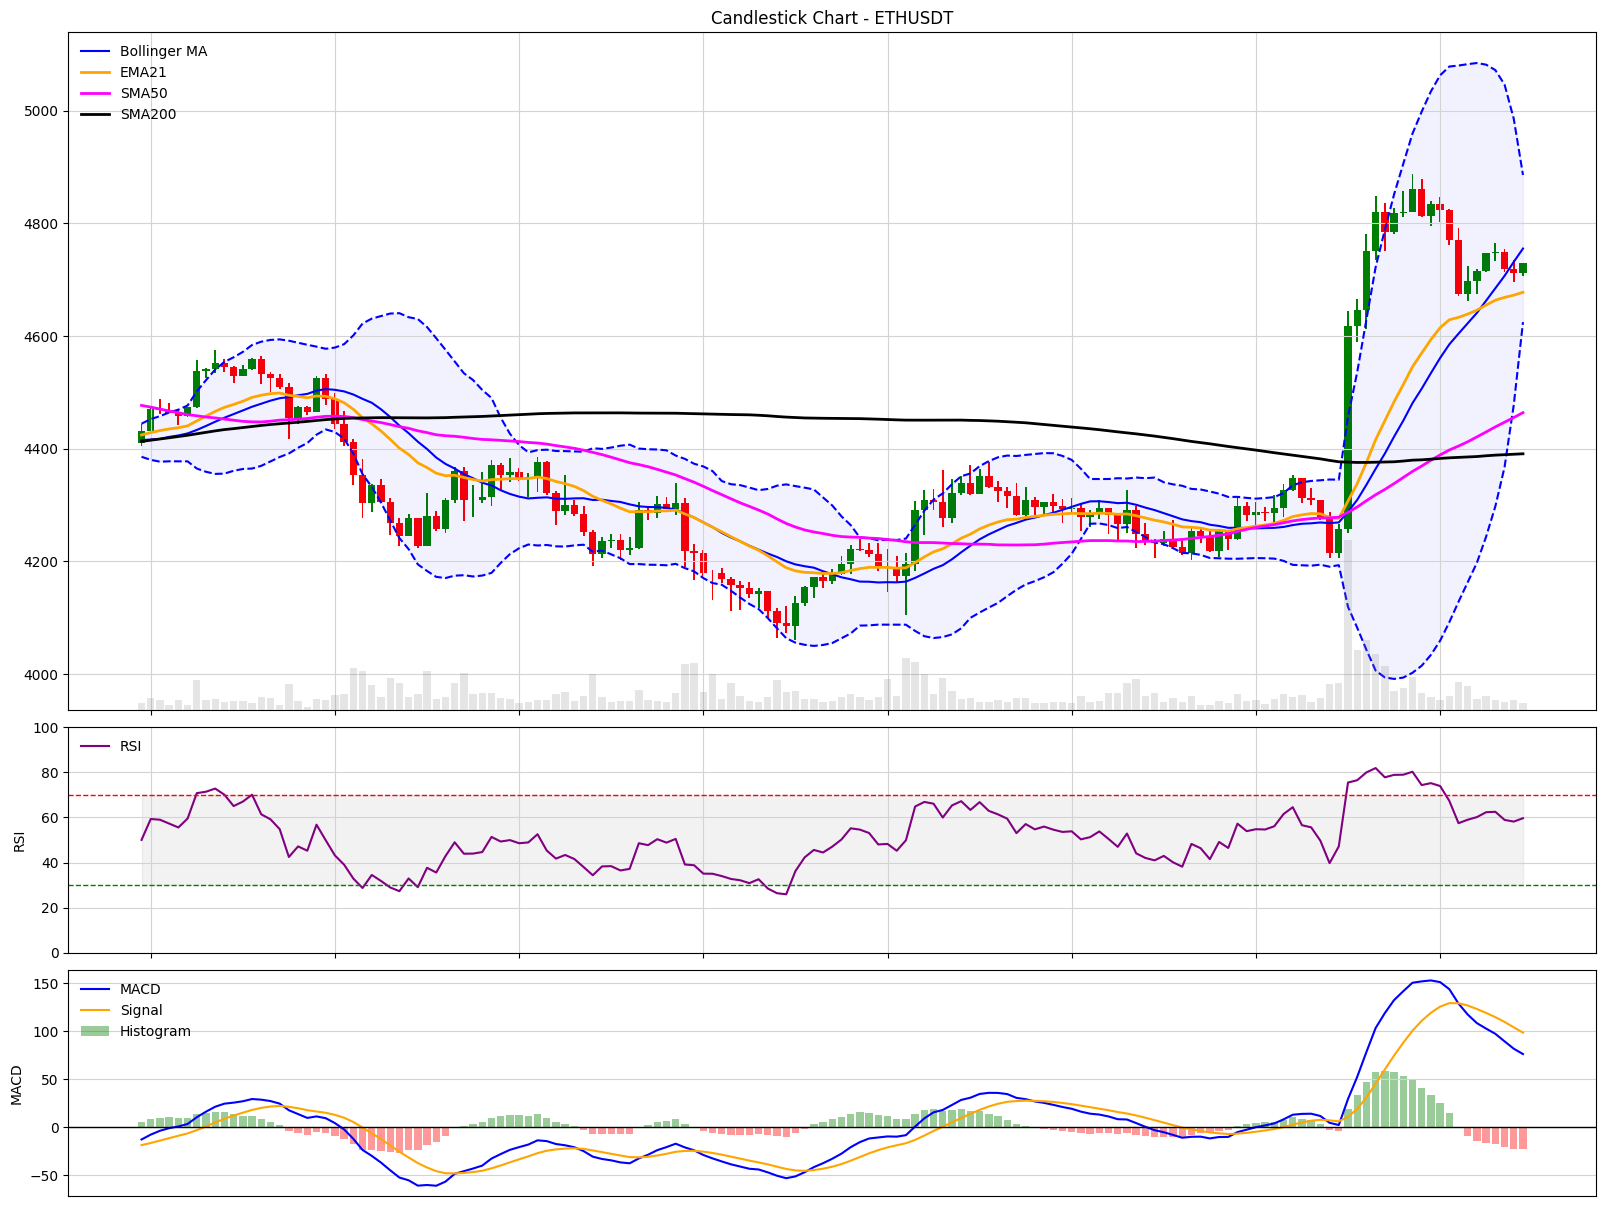 Candlestick Chart - ETHUSDT
Bollinger MA
EMA21
SMA50
SMA200
5000
4800
4600
4400
4200
4000
100
80
60
40
20
0
RSI
RSI
150
100
50
0
−50
MACD
MACD
Signal
Histogram